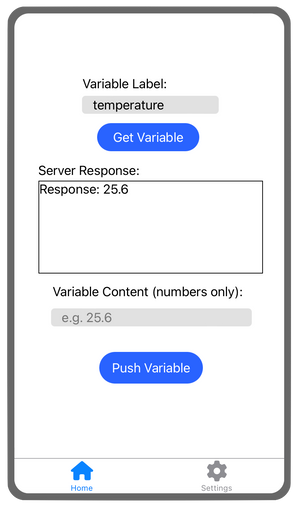 Variable Label:
temperature
Get Variable
Server Response:
Response: 25.6
Variable Content (numbers only):
e.g. 25.6
Push Variable
Home
Settings